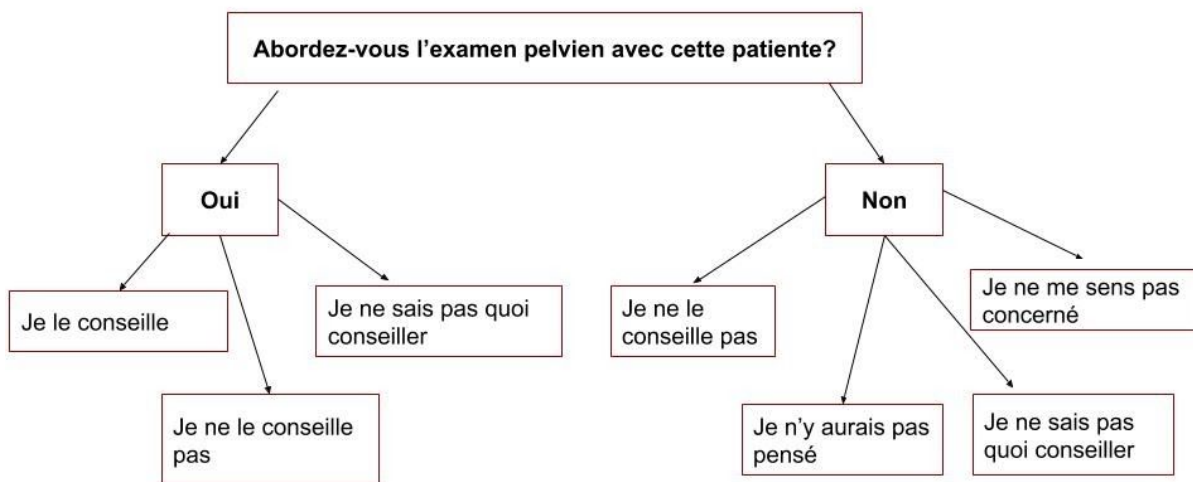 Abordez-vous l’examen pelvien avec cette patiente?
Oui
Non
Je le conseille
Je ne sais pas quoi
conseiller
Je ne le conseille
pas
Je ne le
conseille pas
Je ne me sens pas
concerné
Je n’y aurais pas
pensé
Je ne sais pas
quoi conseiller